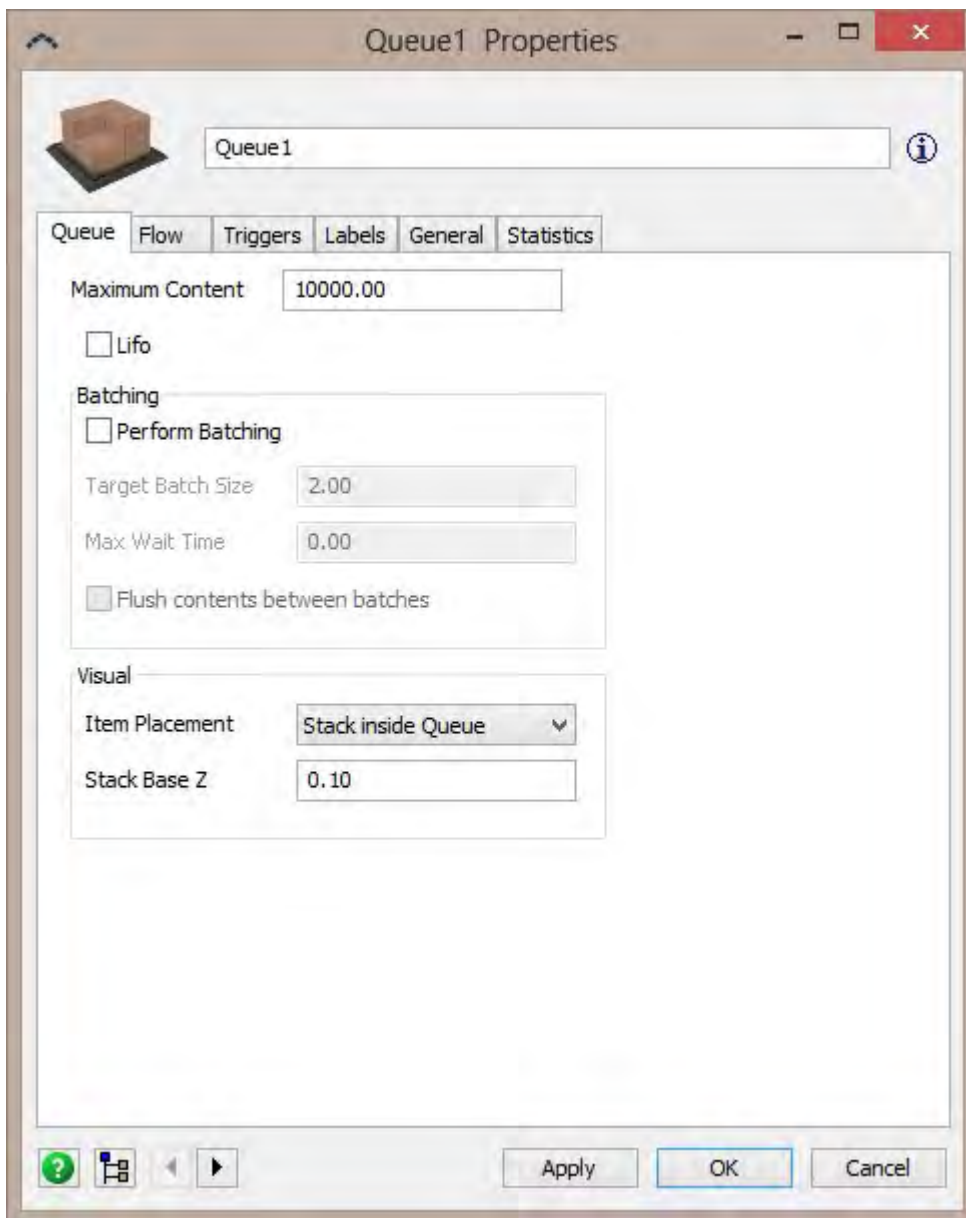 Queue1 Properties
Queue1
Queue Flow Triggers Labels General Statistics
Maximum Content 10000.00
Lifo
Batching
Perform Batching
Target Batch Size 2.00
Max Wait Time 0.00
Flush contents between batches
Visual
Item Placement Stack inside Queue
Stack Base Z 0.10
Apply OK Cancel